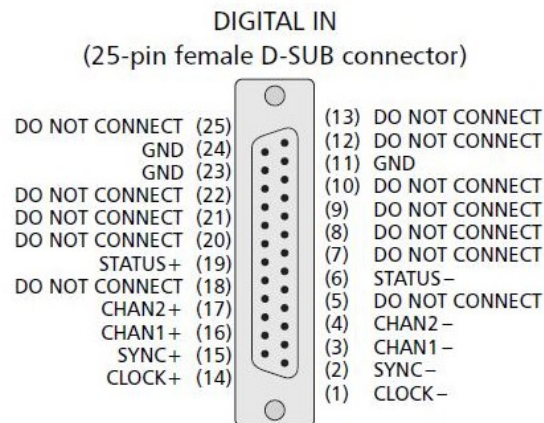 DIGITAL IN
(25-pin female D-SUB connector)
DO NOT CONNECT (25)
GND (24)
GND (23)
DO NOT CONNECT (22)
DO NOT CONNECT (21)
DO NOT CONNECT (20)
STATUS+ (19)
DO NOT CONNECT (18)
CHAN2+ (17)
CHAN1+ (16)
SYNC+ (15)
CLOCK+ (14)
(13) DO NOT CONNECT
(12) DO NOT CONNECT
(11) GND
(10) DO NOT CONNECT
(9) DO NOT CONNECT
(8) DO NOT CONNECT
(7) DO NOT CONNECT
(6) STATUS−
(5) DO NOT CONNECT
(4) CHAN2−
(3) CHAN1−
(2) SYNC−
(1) CLOCK−